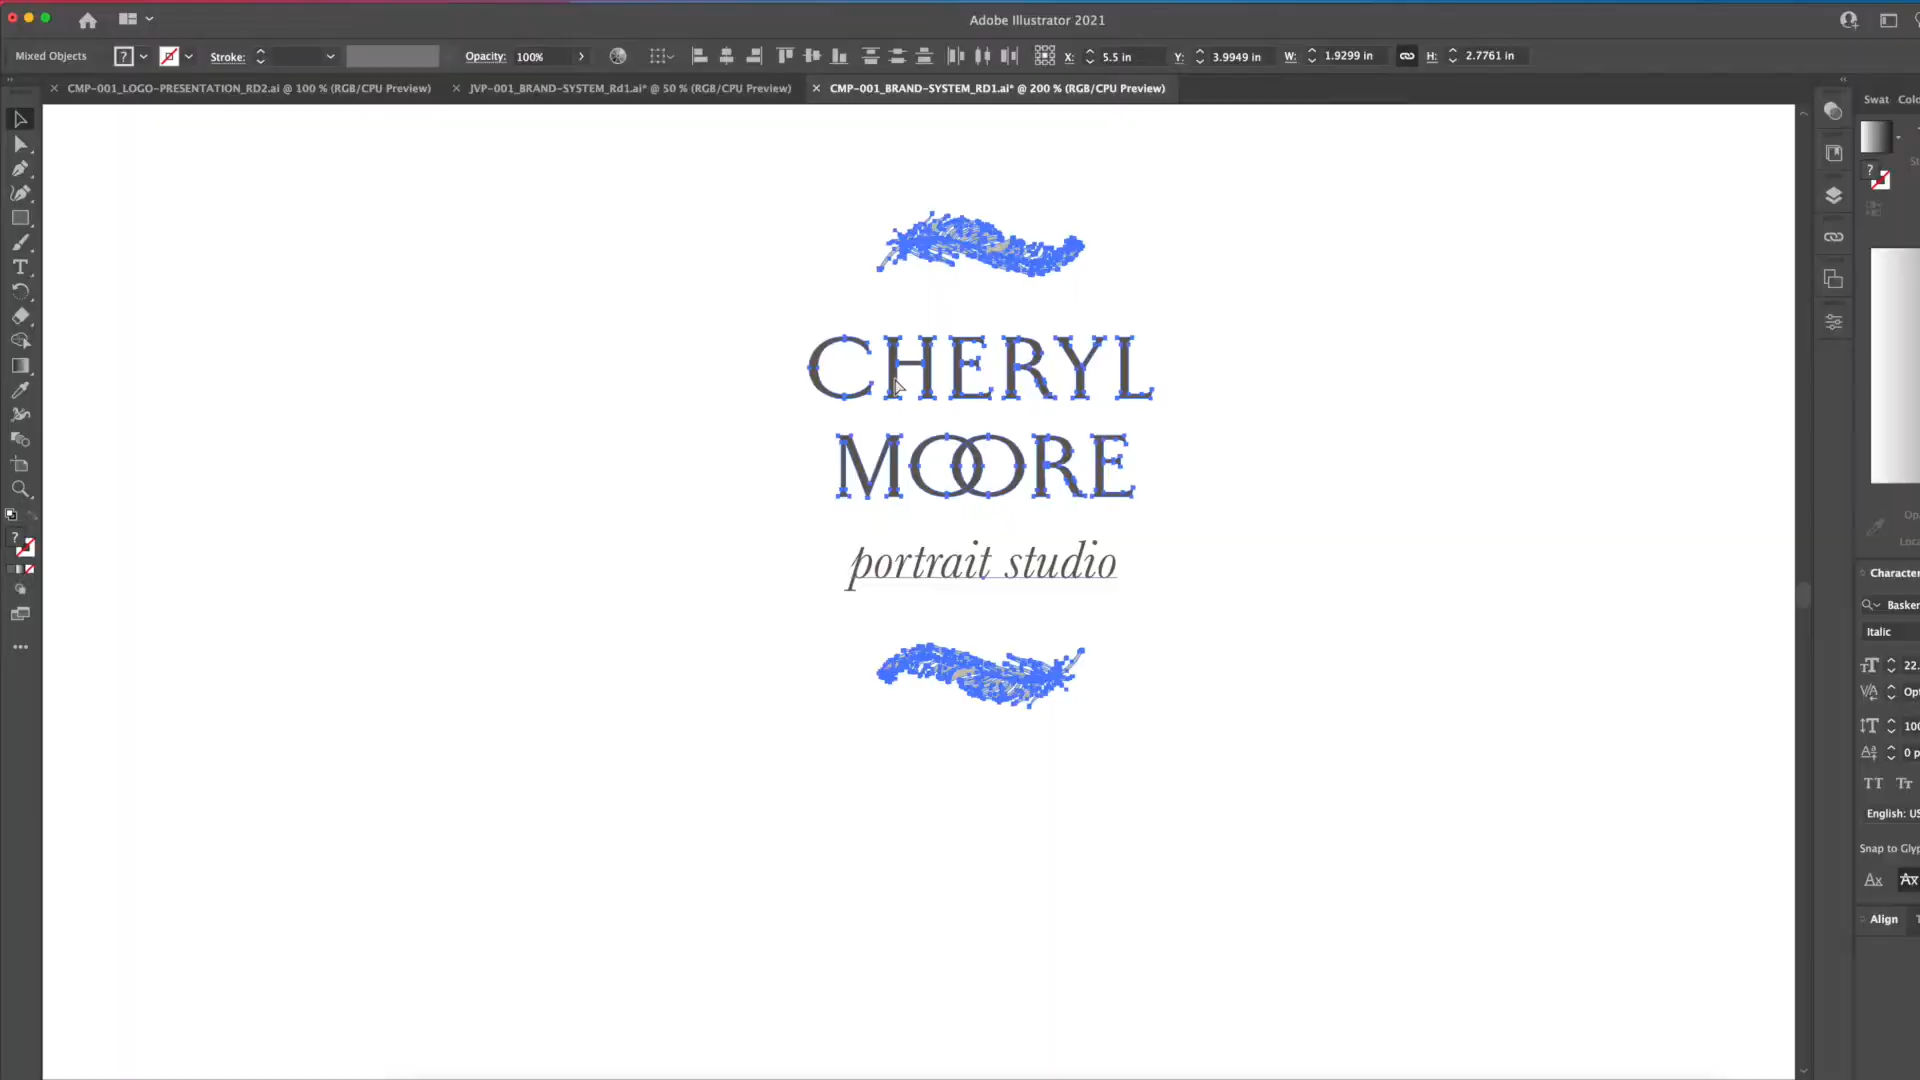 Adobe Illustrator 2021
Mixed Objects
Stroke:
Opacity: 100%
X: 5.5 in
Y: 3.9949 in
W: 1.9299 in
H: 2.7761 in
CMP-001_LOGO-PRESENTATION_RD2.ai @ 100 % (RGB/CPU Preview)
JVP-001_BRAND-SYSTEM_Rd1.ai* @ 50 % (RGB/CPU Preview)
CMP-001_BRAND-SYSTEM_RD1.ai* @ 200 % (RGB/CPU Preview)
Swat
CHERYL
MOORE
portrait studio
Character
Italic
English: US
Snap to Glyp
Align